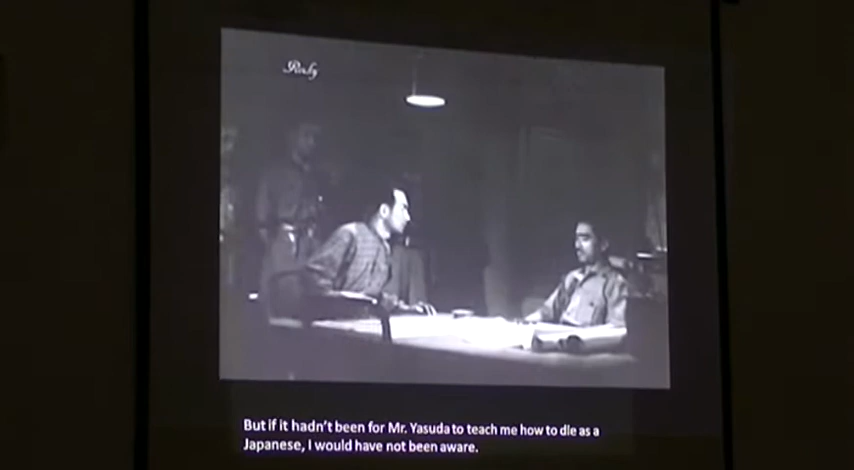 But if it hadn't been for Mr. Yasuda to teach me how to die as a
Japanese, I would have not been aware.